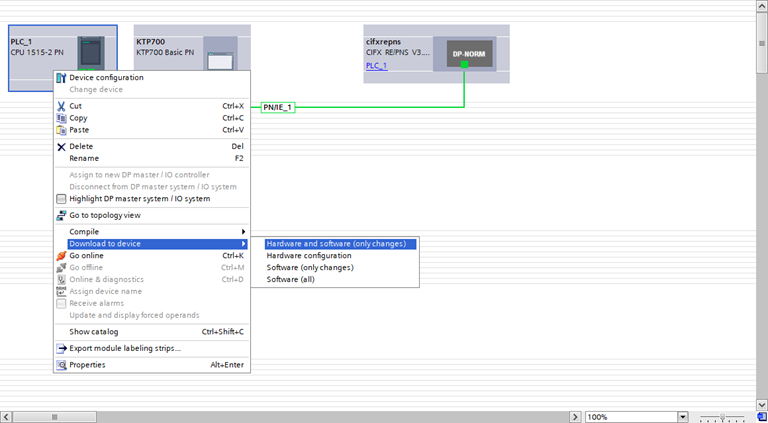 PLC_1
CPU 1515-2 PN
KTP700
KTP700 Basic PN
cifxrepns
CIFX RE/PNS V3....
PLC_1
DP-NORM
PN/IE_1
Device configuration
Change device
Cut Ctrl+X
Copy Ctrl+C
Paste Ctrl+V
Delete Del
Rename F2
Assign to new DP master / IO controller
Disconnect from DP master system / IO system
Highlight DP master system / IO system
Go to topology view
Compile
Download to device
Hardware and software (only changes)
Hardware configuration
Software (only changes)
Software (all)
Go online Ctrl+K
Go offline Ctrl+M
Online & diagnostics Ctrl+D
Assign device name
Receive alarms
Update and display forced operands
Show catalog Ctrl+Shift+C
Export module labeling strips...
Properties Alt+Enter
100%